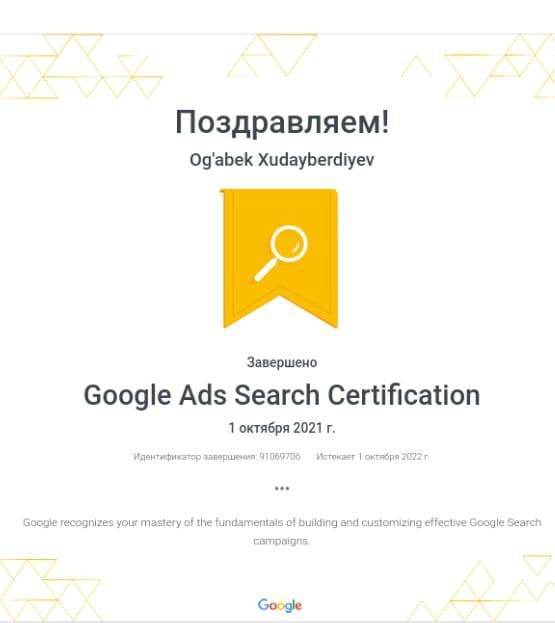 Поздравляем!
Og'abek Xudayberdiyev
Завершено
Google Ads Search Certification
1 октября 2021 г.
Идентификатор завершения: 91069706 Истекает 1 октября 2022 г.
•••
Google recognizes your mastery of the fundamentals of building and customizing effective Google Search
campaigns.
Google